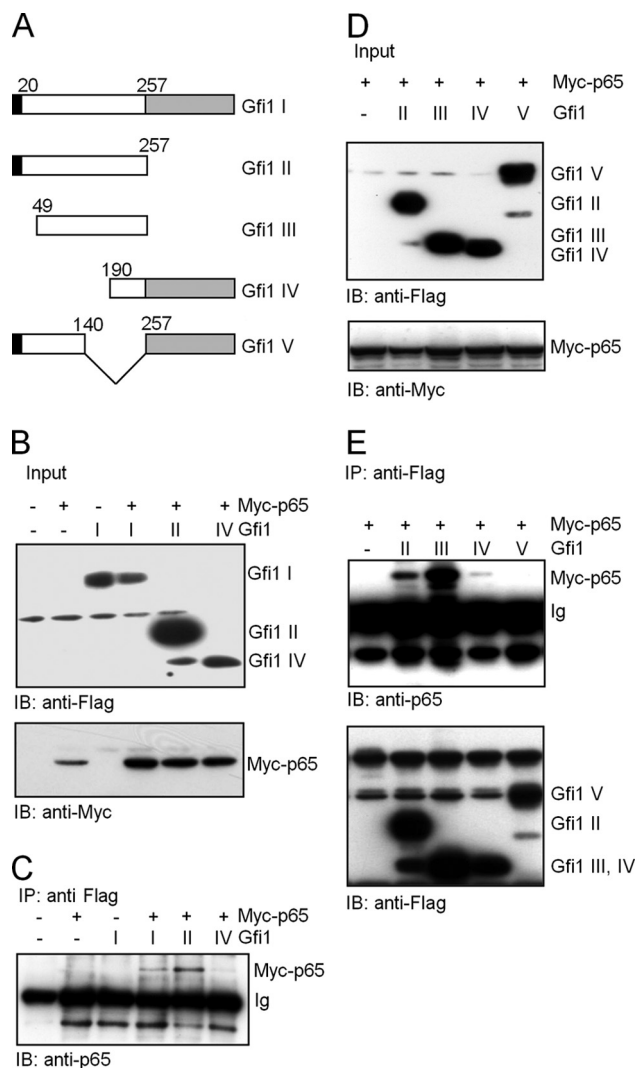 A
20 257
Gfi1 I
257
Gfi1 II
49
Gfi1 III
190
Gfi1 IV
140 257
Gfi1 V
B
Input
- + - + + + Myc-p65
- - I I II IV Gfi1
Gfi1 I
Gfi1 II
Gfi1 IV
IB: anti-Flag
Myc-p65
IB: anti-Myc
C
IP: anti Flag
- + - + + + Myc-p65
- - I I II IV Gfi1
Myc-p65
Ig
IB: anti-p65
D
Input
+ + + + + Myc-p65
- II III IV V Gfi1
Gfi1 V
Gfi1 II
Gfi1 III
Gfi1 IV
IB: anti-Flag
Myc-p65
IB: anti-Myc
E
IP: anti-Flag
+ + + + + Myc-p65
- II III IV V Gfi1
Myc-p65
Ig
IB: anti-p65
Gfi1 V
Gfi1 II
Gfi1 III, IV
IB: anti-Flag